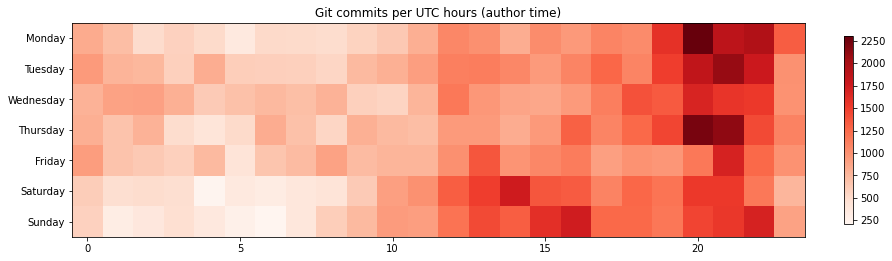 Git commits per UTC hours (author time)
Monday
Tuesday
Wednesday
Thursday
Friday
Saturday
Sunday
0 5 10 15 20
2250
2000
1750
1500
1250
1000
750
500
250